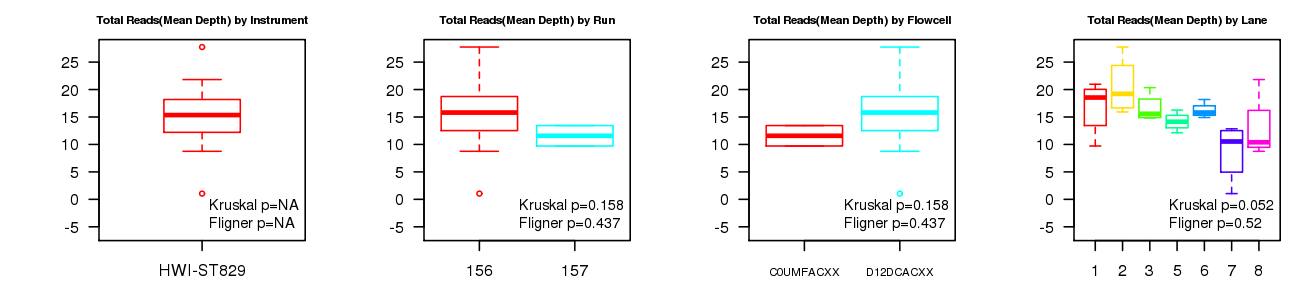 Total Reads(Mean Depth) by Instrument
25
20
15
10
5
0
-5
Kruskal p=NA
Fligner p=NA
HWI-ST829
Total Reads(Mean Depth) by Run
25
20
15
10
5
0
-5
Kruskal p=0.158
Fligner p=0.437
156 157
Total Reads(Mean Depth) by Flowcell
25
20
15
10
5
0
-5
Kruskal p=0.158
Fligner p=0.437
C0UMFACXX D12DCACXX
Total Reads(Mean Depth) by Lane
25
20
15
10
5
0
-5
Kruskal p=0.052
Fligner p=0.52
1 2 3 5 6 7 8